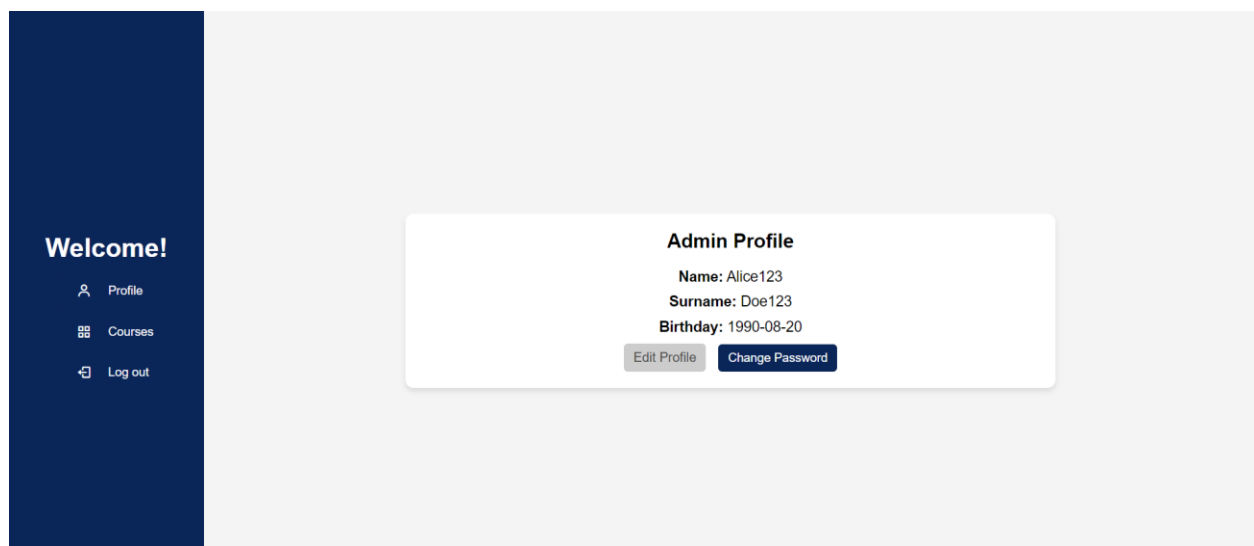 Welcome!
Profile
Courses
Log out
Admin Profile
Name: Alice123
Surname: Doe123
Birthday: 1990-08-20
Edit Profile Change Password